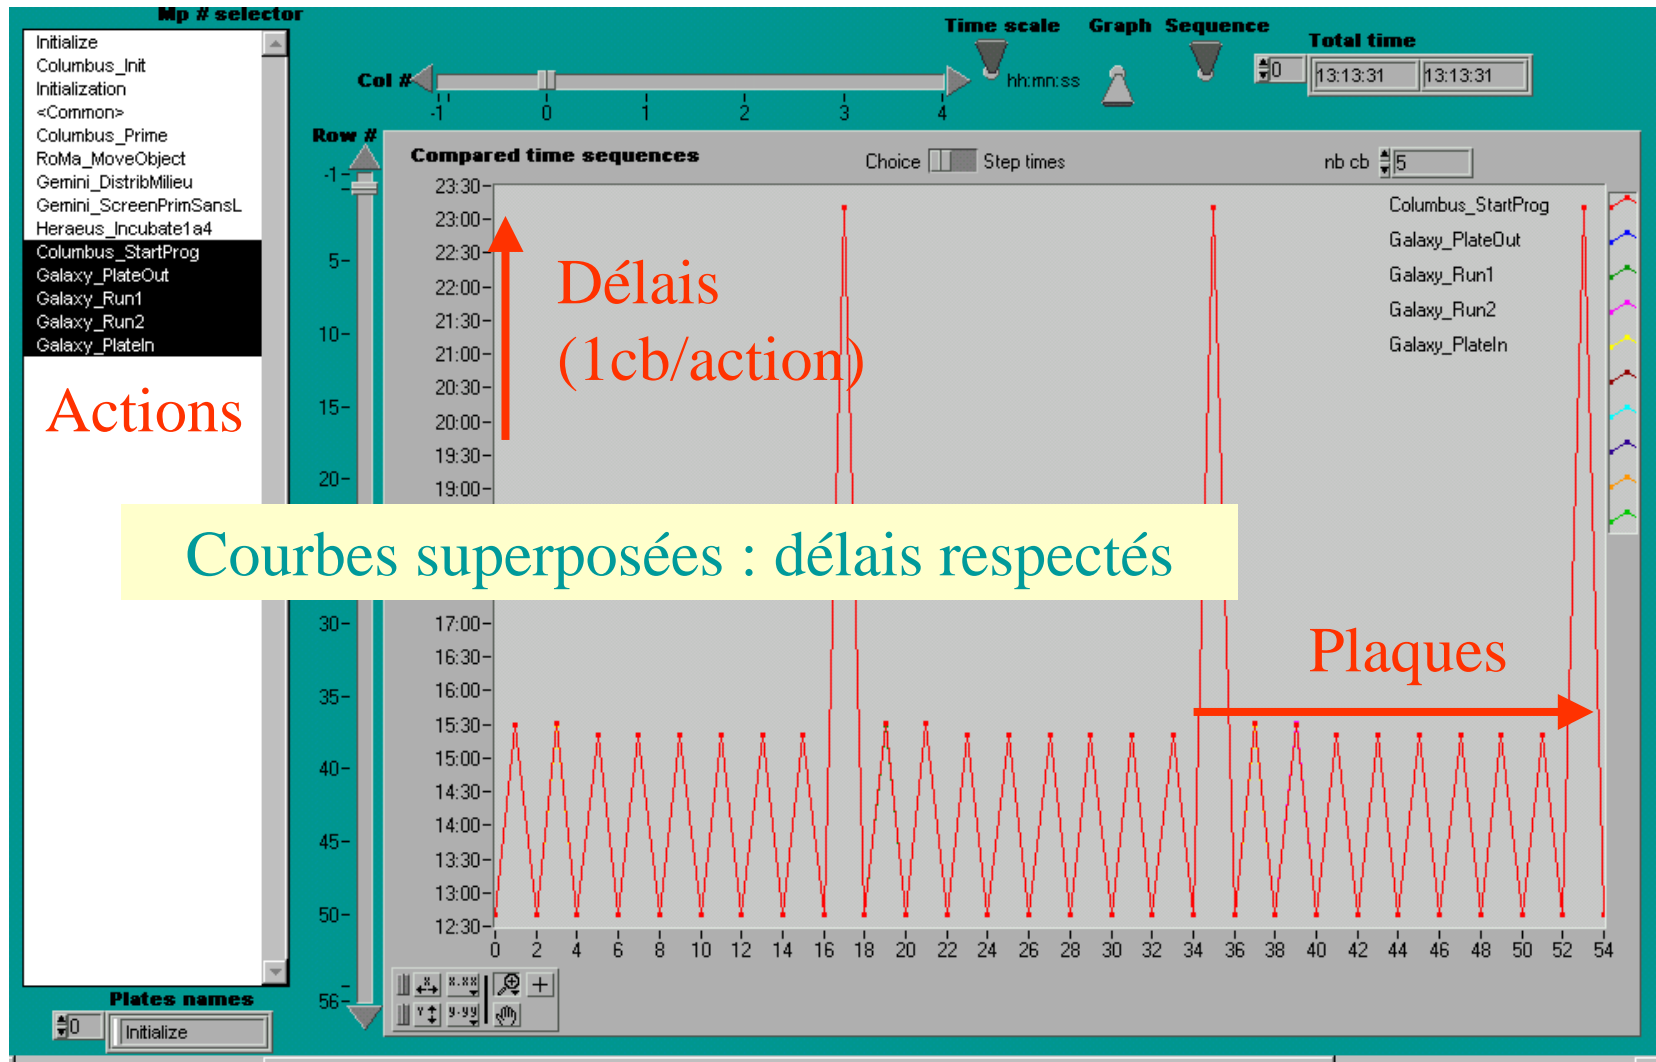 Mp # selector
Initialize
Columbus_Init
Initialization
<Common>
Columbus_Prime
RoMa_MoveObject
Gemini_DistribMilieu
Gemini_ScreenPrimSansL
Heraeus_Incubate1a4
Columbus_StartProg
Galaxy_PlateOut
Galaxy_Run1
Galaxy_Run2
Galaxy_PlateIn
Actions
Plates names
0
Initialize
Col #
-1 0 1 2 3 4
Time scale
hh:mn:ss
Graph
Sequence
Total time
0 13:13:31 13:13:31
Row #
-1
5
10
15
20
30
35
40
45
50
56
Compared time sequences
Choice Step times
nb cb 5
23:30
23:00
22:30
22:00
21:30
21:00
20:30
20:00
19:30
19:00
17:00
16:30
16:00
15:30
15:00
14:30
14:00
13:30
13:00
12:30
Délais
(1cb/action)
Columbus_StartProg
Galaxy_PlateOut
Galaxy_Run1
Galaxy_Run2
Galaxy_PlateIn
Courbes superposées : délais respectés
Plaques
0 2 4 6 8 10 12 14 16 18 20 22 24 26 28 30 32 34 36 38 40 42 44 46 48 50 52 54
X x.xx
Y y.yy